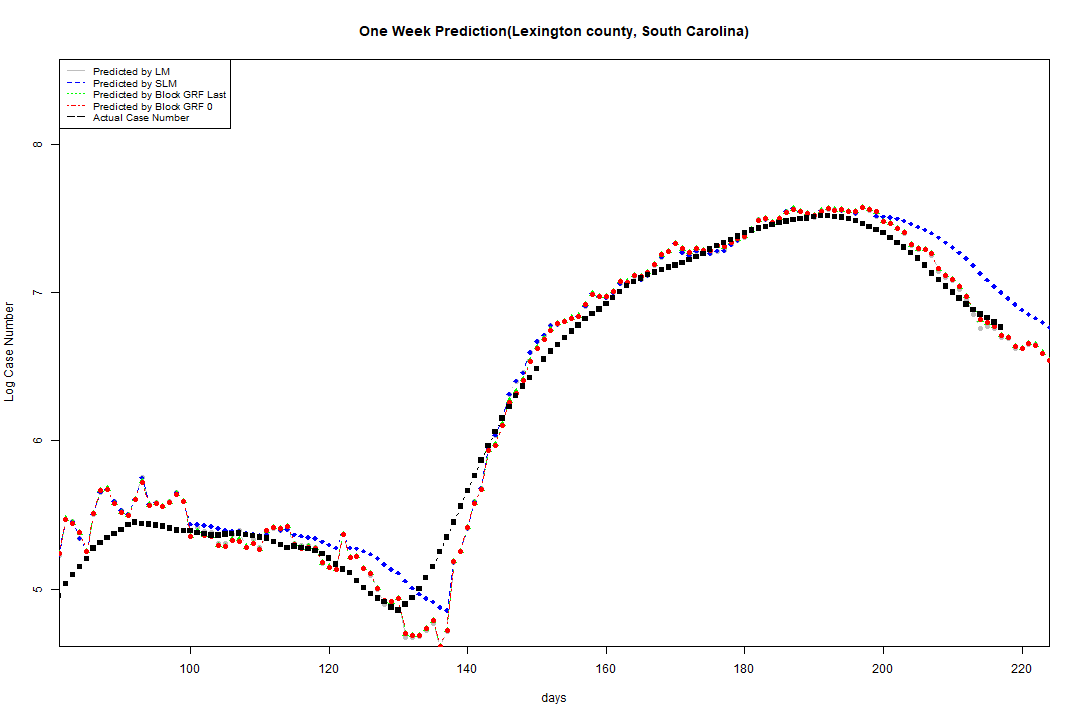 One Week Prediction(Lexington county, South Carolina)
Predicted by LM
Predicted by SLM
Predicted by Block GRF Last
Predicted by Block GRF 0
Actual Case Number
8
7
6
5
Log Case Number
100 120 140 160 180 200 220
days